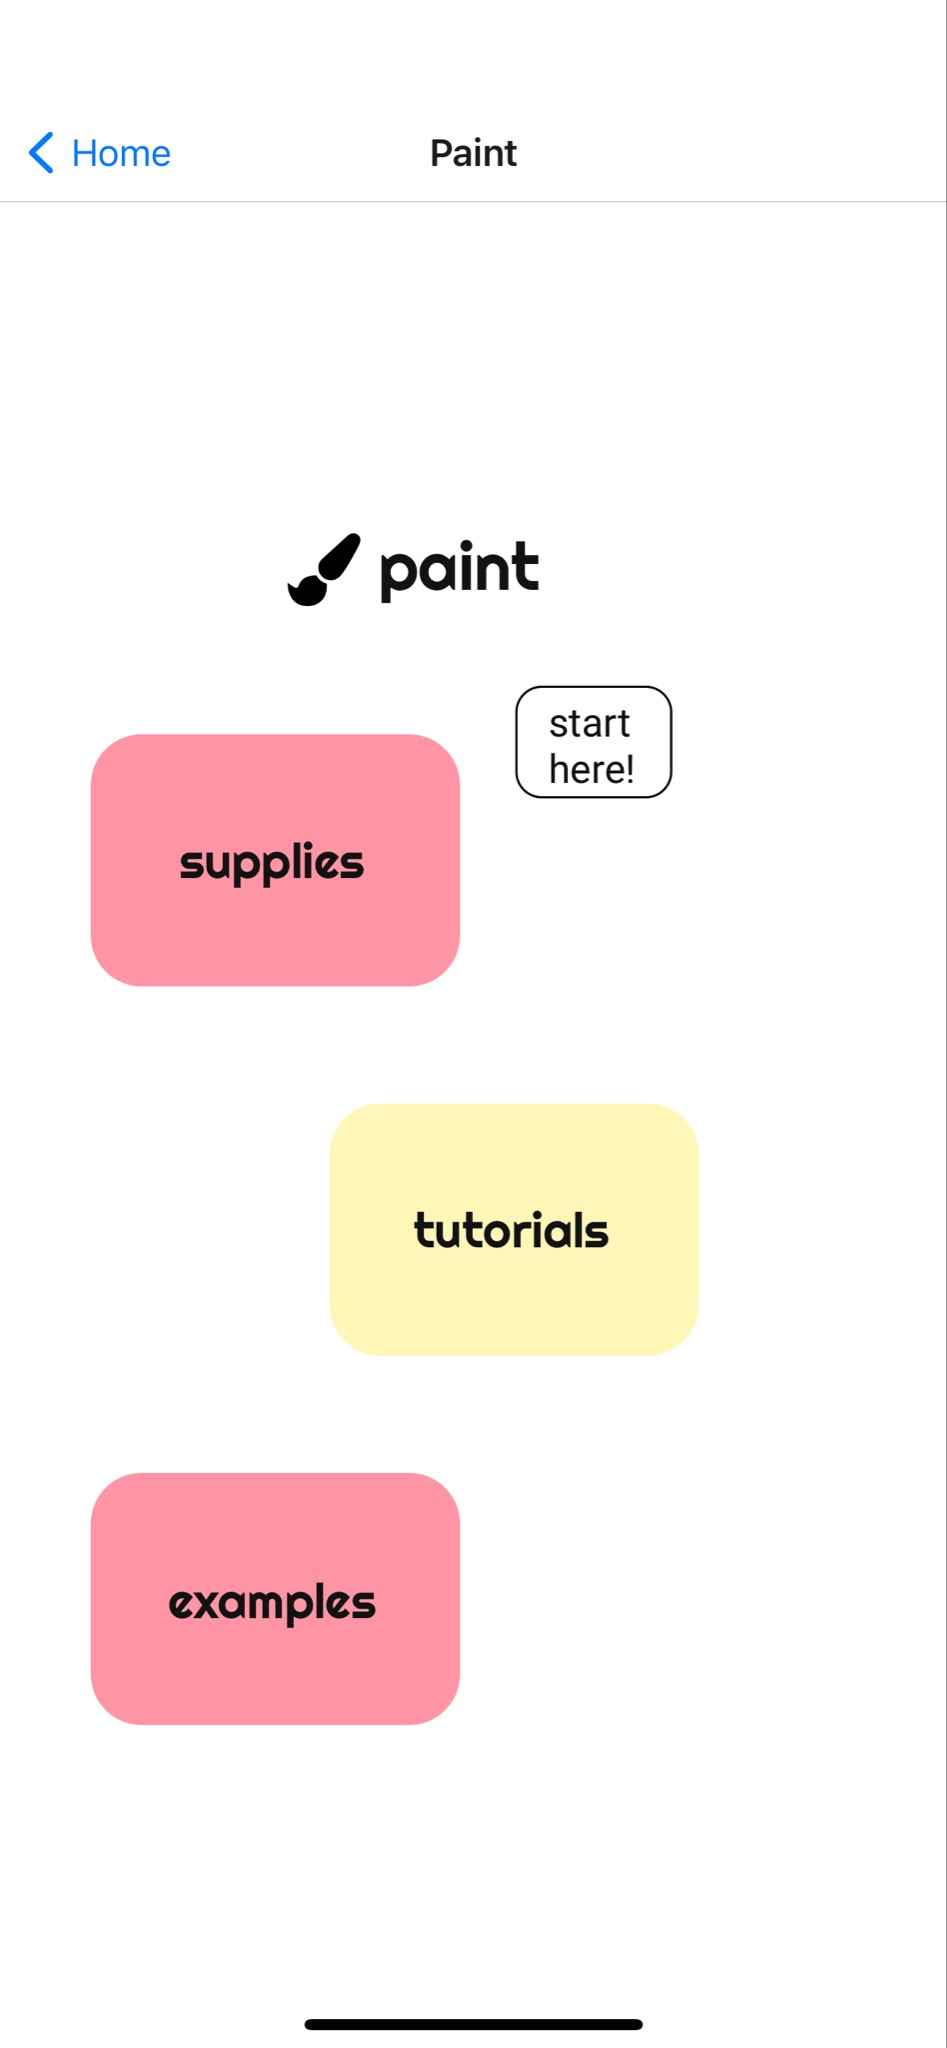 Home
Paint
paint
start
here!
supplies
tutorials
examples